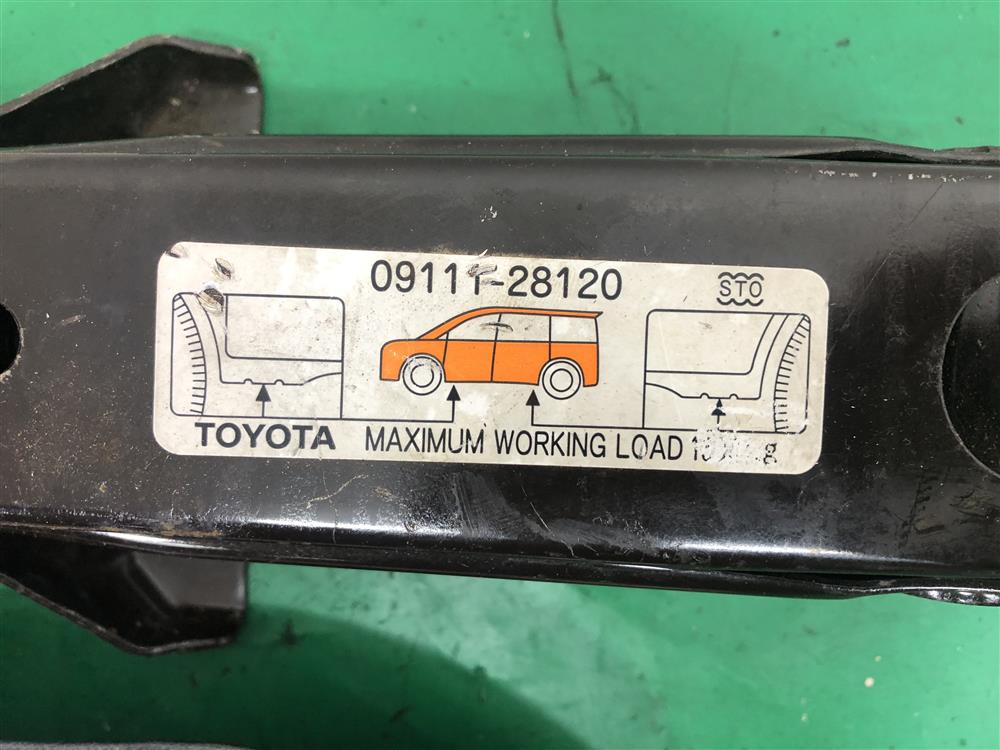 09111-28120
STO
TOYOTA MAXIMUM WORKING LOAD